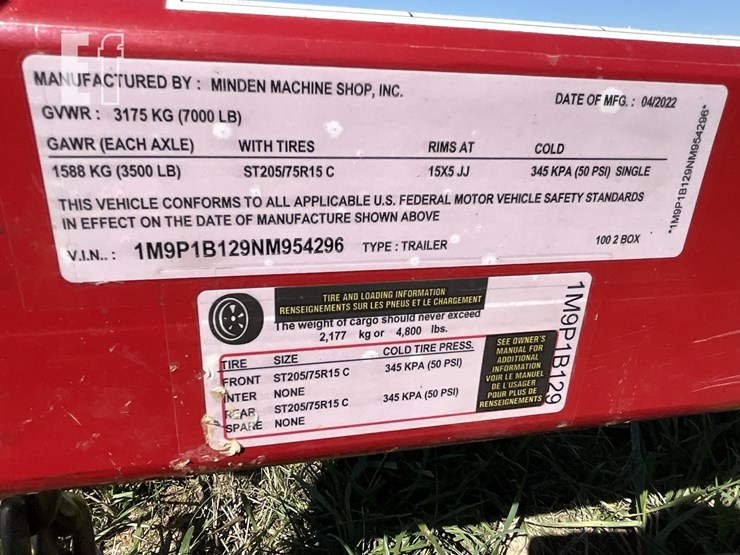 Ef
MANUFACTURED BY : MINDEN MACHINE SHOP, INC.
DATE OF MFG. : 04/2022
GVWR : 3175 KG (7000 LB)
GAWR (EACH AXLE) WITH TIRES RIMS AT COLD
1588 KG (3500 LB) ST205/75R15 C 15X5 JJ 345 KPA (50 PSI) SINGLE
THIS VEHICLE CONFORMS TO ALL APPLICABLE U.S. FEDERAL MOTOR VEHICLE SAFETY STANDARDS
IN EFFECT ON THE DATE OF MANUFACTURE SHOWN ABOVE
V.I.N.. : 1M9P1B129NM954296 TYPE : TRAILER 100 2 BOX
*1M9P1B129NM954296*
TIRE AND LOADING INFORMATION
RENSEIGNEMENTS SUR LES PNEUS ET LE CHARGEMENT
The weight of cargo should never exceed
2,177 kg or 4,800 lbs.
TIRE SIZE COLD TIRE PRESS.
FRONT ST205/75R15 C 345 KPA (50 PSI)
INTER NONE
REAR ST205/75R15 C 345 KPA (50 PSI)
SPARE NONE
SEE OWNER'S
MANUAL FOR
ADDITIONAL
INFORMATION
VOIR LE MANUEL
DE L'USAGER
POUR PLUS DE
RENSEIGNEMENTS
1M9P1B129